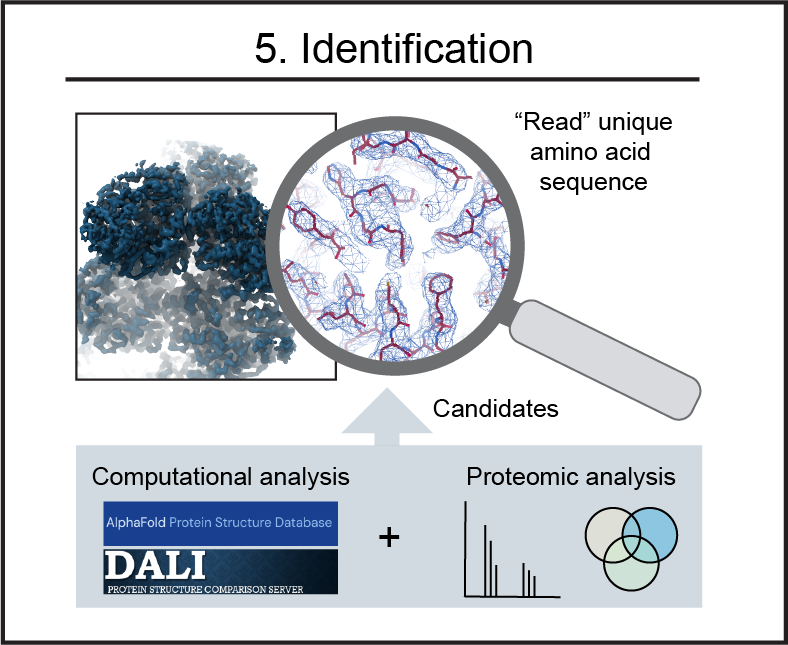 5. Identification
“Read” unique
amino acid
sequence
Candidates
Computational analysis
Proteomic analysis
AlphaFold Protein Structure Database
+
DALI
PROTEIN STRUCTURE COMPARISON SERVER